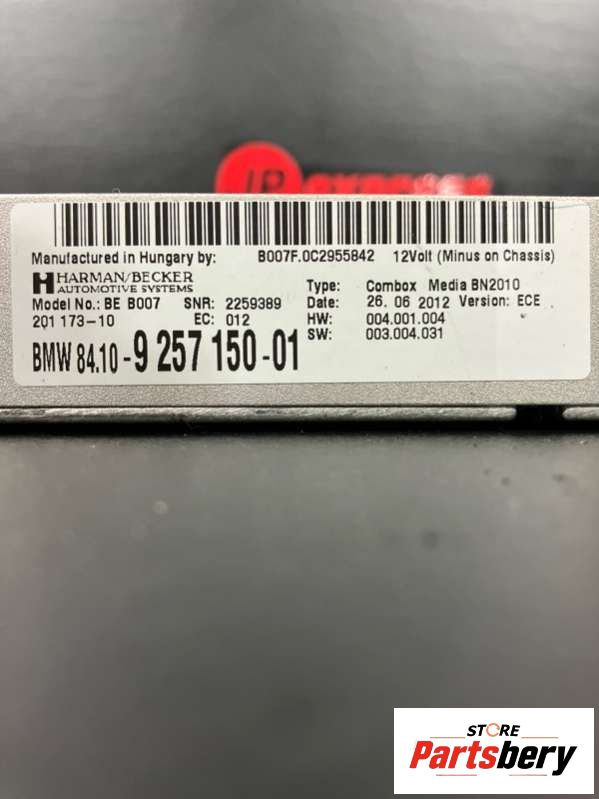 Manufactured in Hungary by: B007F.0C2955842 12Volt (Minus on Chassis)
HARMAN/BECKER
AUTOMOTIVE SYSTEMS
Type: Combox Media BN2010
Model No.: BE B007 SNR: 2259389 Date: 26. 06 2012 Version: ECE
201 173-10 EC: 012 HW: 004.001.004
SW: 003.004.031
BMW 84.10-9 257 150-01
STORE
Partsbery